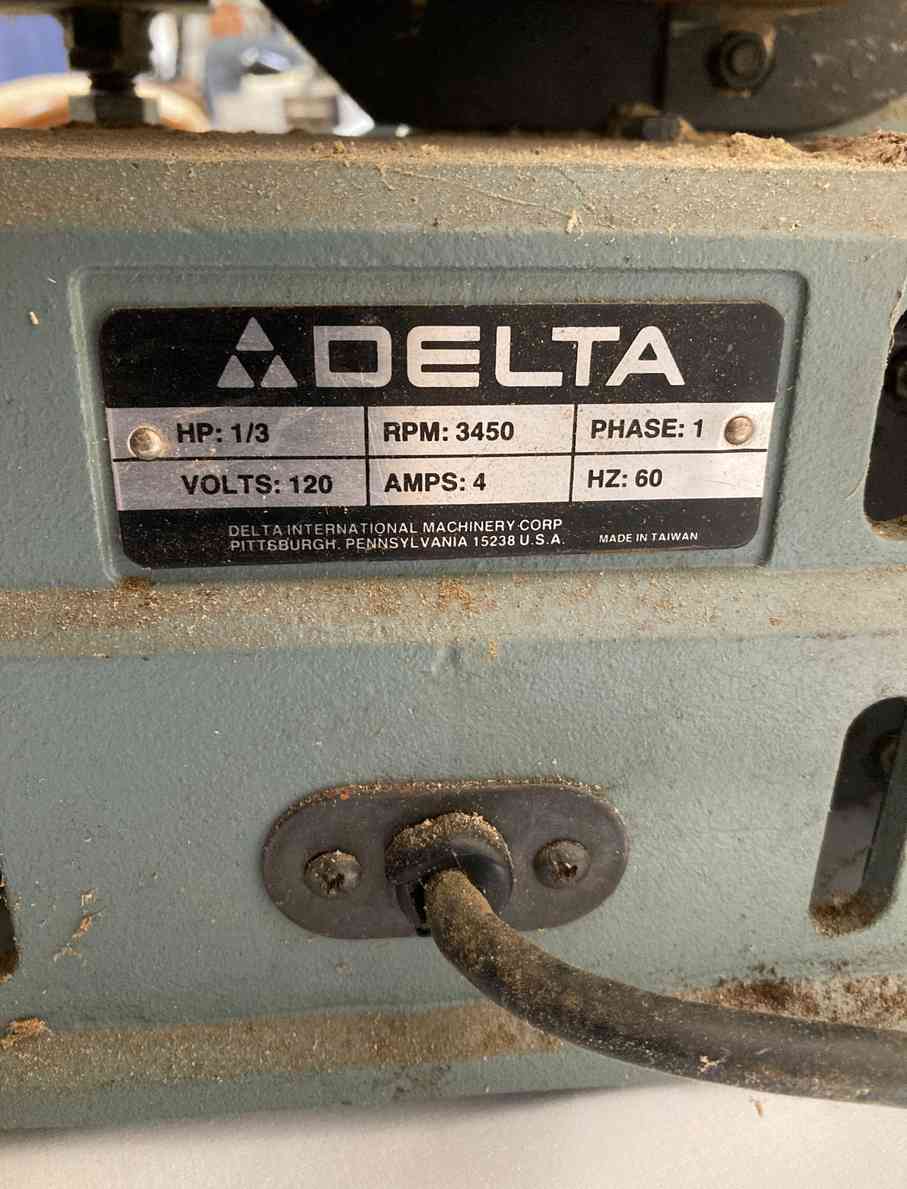 DELTA
HP: 1/3 RPM: 3450 PHASE: 1
VOLTS: 120 AMPS: 4 HZ: 60
DELTA INTERNATIONAL MACHINERY CORP
PITTSBURGH, PENNSYLVANIA 15238 U.S.A. MADE IN TAIWAN